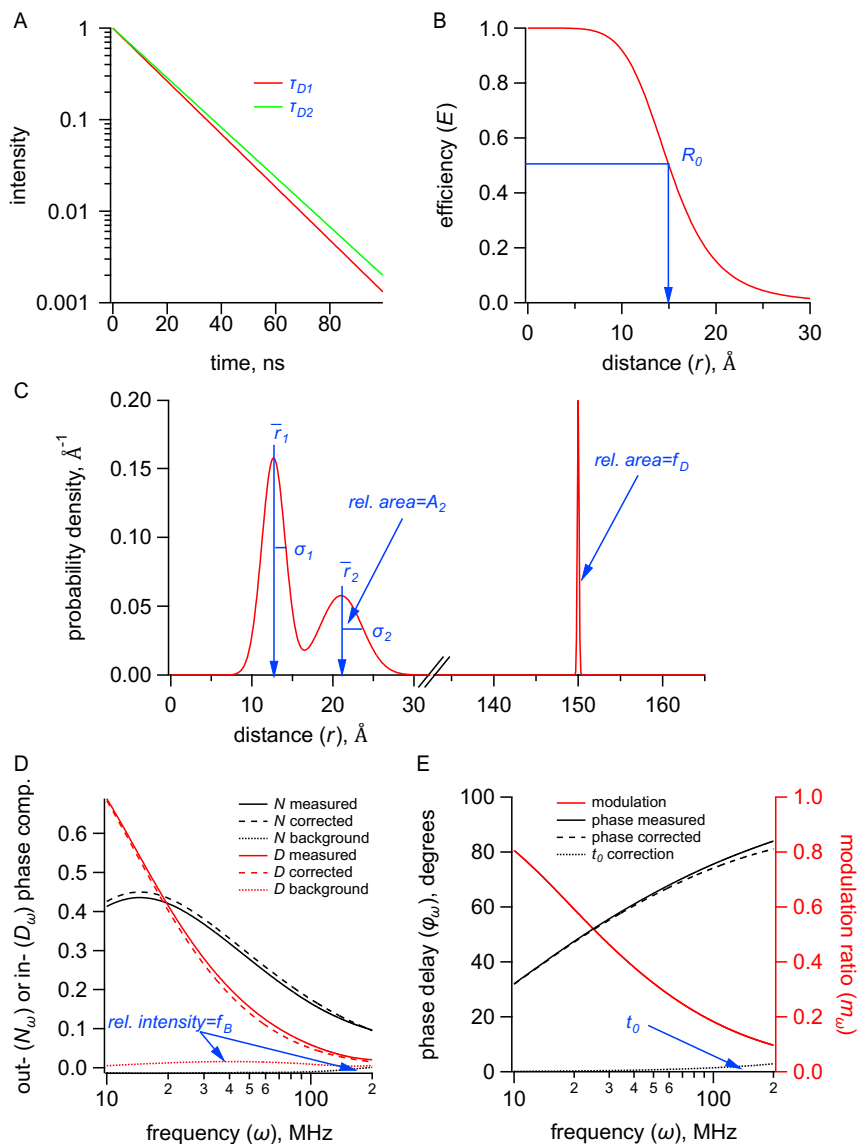 A
1
0.1
0.01
0.001
intensity
0 20 40 60 80
time, ns
τD1
τD2
B
1.0
0.8
0.6
0.4
0.2
0.0
efficiency (E)
R0
0 10 20 30
distance (r), Å
C
0.20
0.15
0.10
0.05
0.00
probability density, Å-1
r̅1
σ1
rel. area=A2
r̅2
σ2
rel. area=fD
0 10 20 30 140 150 160
distance (r), Å
D
0.6
0.5
0.4
0.3
0.2
0.1
0.0
out- (Nω) or in- (Dω) phase comp.
N measured
N corrected
N background
D measured
D corrected
D background
rel. intensity=fB
10 2 3 4 5 6 100 2
frequency (ω), MHz
E
100
80
60
40
20
0
phase delay (φω), degrees
modulation
phase measured
phase corrected
t0 correction
t0
1.0
0.8
0.6
0.4
0.2
0.0
modulation ratio (mω)
10 2 3 4 5 6 100 2
frequency (ω), MHz